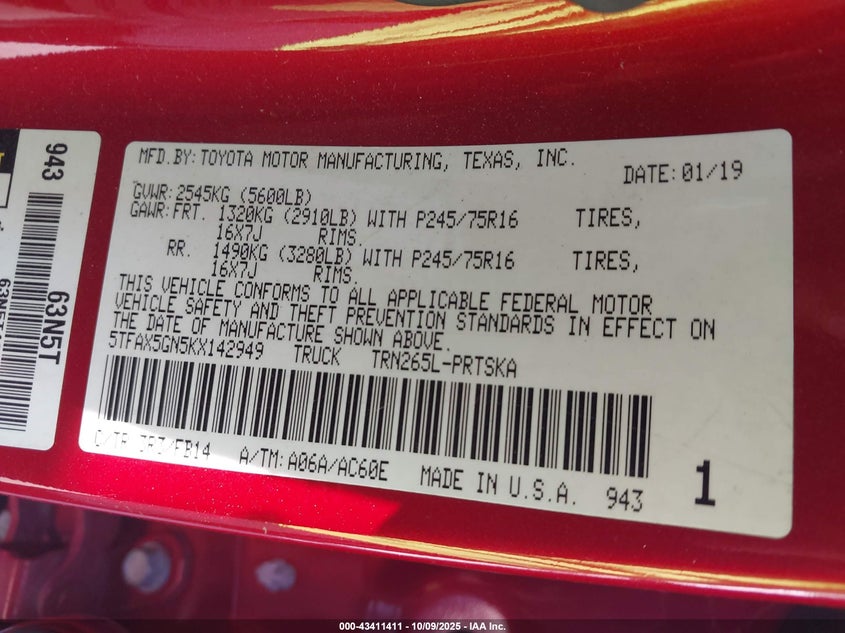 MFD.BY:TOYOTA MOTOR MANUFACTURING, TEXAS, INC.
DATE:01/19
GVWR:2545KG (5600LB)
GAWR:FRT. 1320KG (2910LB) WITH P245/75R16 TIRES,
16X7J RIMS.
RR. 1490KG (3280LB) WITH P245/75R16 TIRES,
16X7J RIMS.
THIS VEHICLE CONFORMS TO ALL APPLICABLE FEDERAL MOTOR
VEHICLE SAFETY AND THEFT PREVENTION STANDARDS IN EFFECT ON
THE DATE OF MANUFACTURE SHOWN ABOVE.
5TFAX5GN5KX142949 TRUCK TRN265L-PRTSKA
C/TR:3R3/FB14 A/TM:A06A/AC60E MADE IN U.S.A. 943
1
943
63N5T
000-43411411 - 10/09/2025 - IAA Inc.